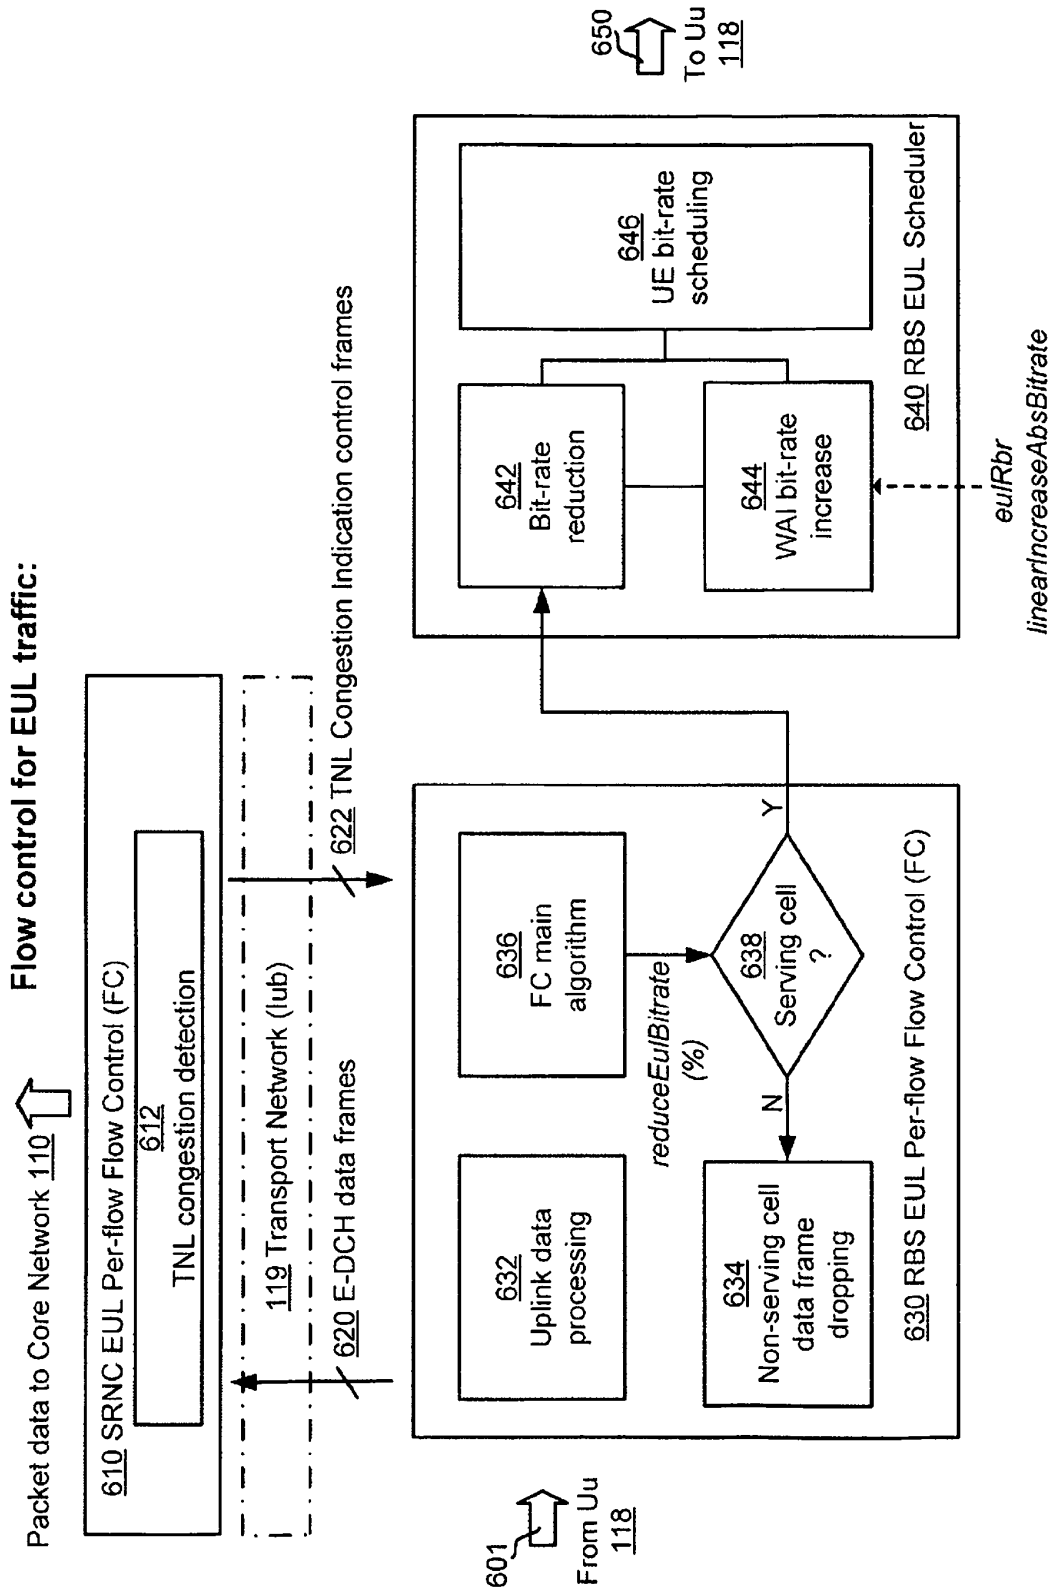 Flow control for EUL traffic:
Packet data to Core Network 110
610 SRNC EUL Per-flow Flow Control (FC)
612
TNL congestion detection
119 Transport Network (Iub)
620 E-DCH data frames
622 TNL Congestion Indication control frames
601
From Uu
118
632
Uplink data
processing
636
FC main
algorithm
reduceEulBitrate
(%)
634
Non-serving cell
data frame
dropping
N
638
Serving cell
?
Y
630 RBS EUL Per-flow Flow Control (FC)
642
Bit-rate
reduction
644
WAI bit-rate
increase
646
UE bit-rate
scheduling
640 RBS EUL Scheduler
eulRbr
linearIncreaseAbsBitrate
650
To Uu
118